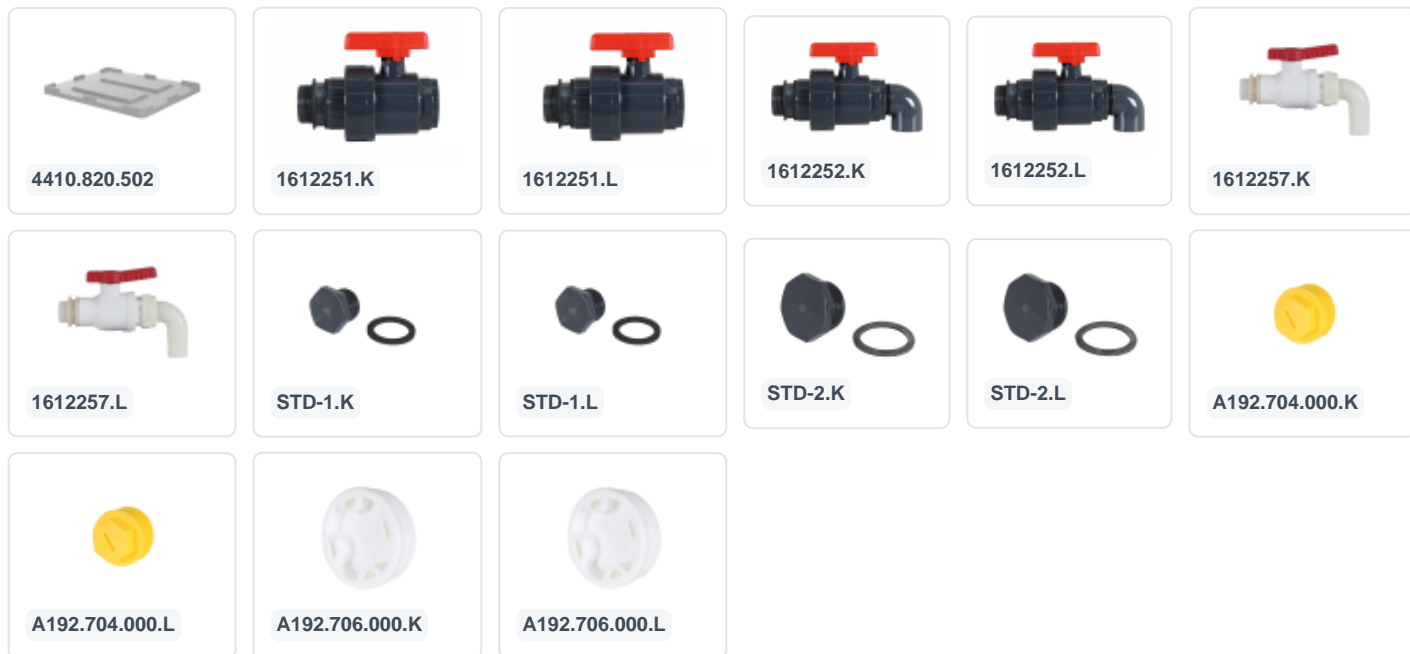 4410.820.502
1612251.K
1612251.L
1612252.K
1612252.L
1612257.K
1612257.L
STD-1.K
STD-1.L
STD-2.K
STD-2.L
A192.704.000.K
A192.704.000.L
A192.706.000.K
A192.706.000.L